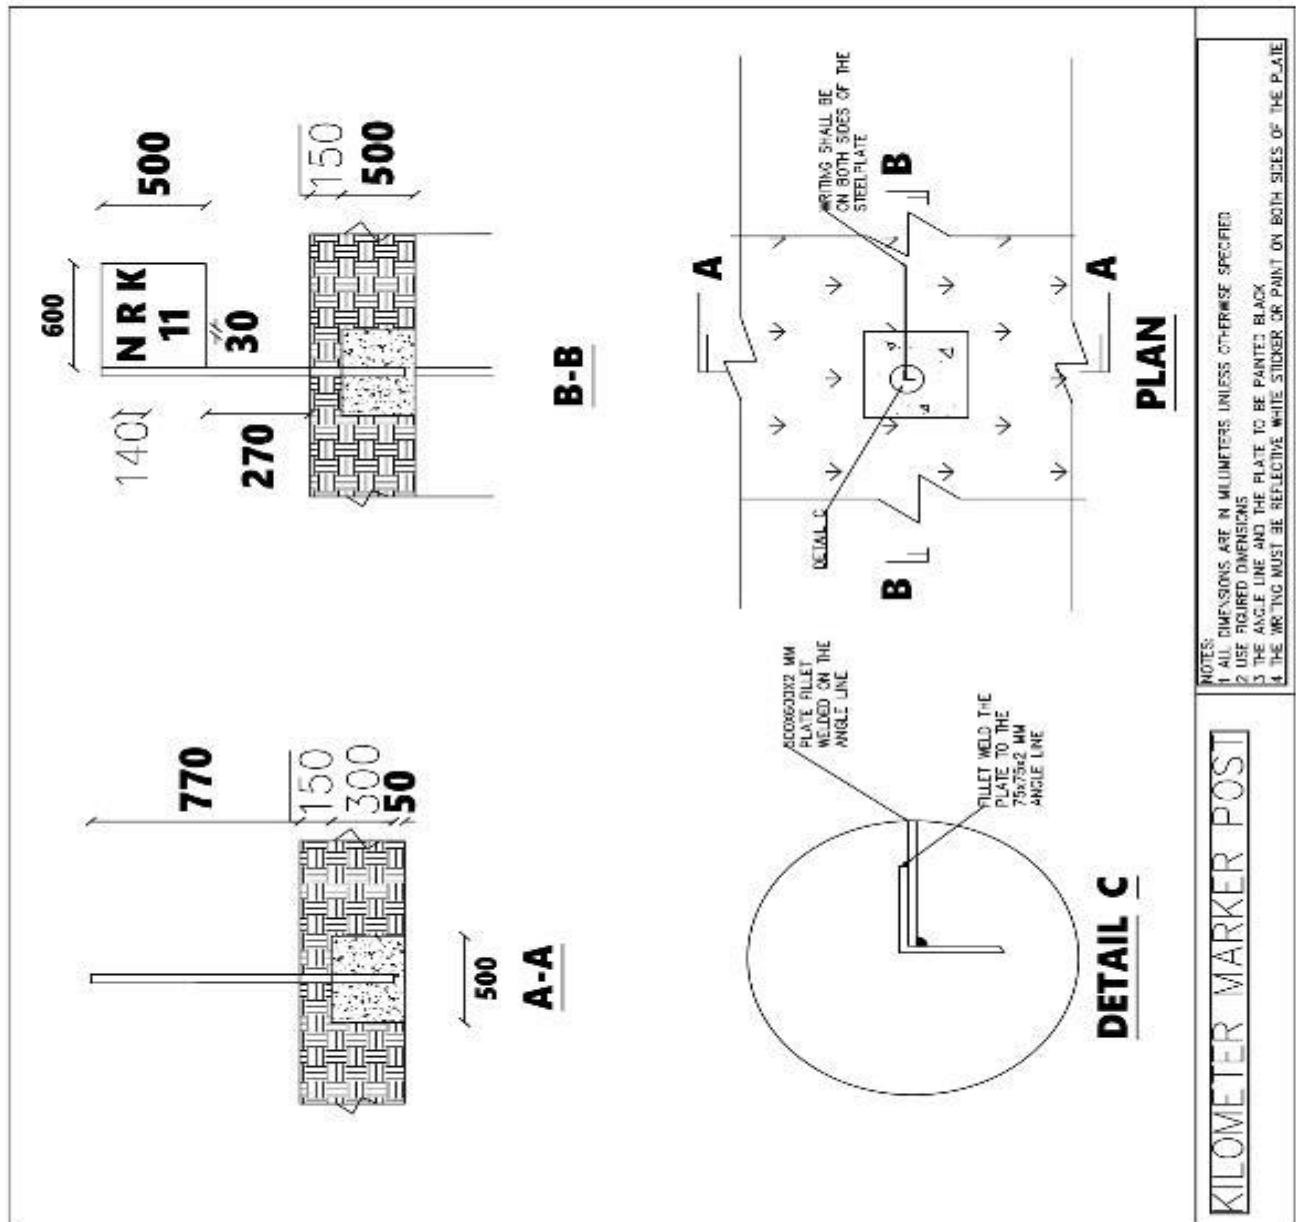 500
600
N R K
11
30
140
270
150
500
B-B
770
150
300
50
500
A-A
WRITING SHALL BE
ON BOTH SIDES OF THE
STEELPLATE
A
A
B
B
DETAIL C
PLAN
PLATE FILLET
WELDED ON THE
ANGLE LINE
FILLET WELD THE
PLATE TO THE
75x75x2 MM
ANGLE LINE
DETAIL C
NOTES:
1 ALL DIMENSIONS ARE IN MILLIMETERS UNLESS OTHERWISE SPECIFIED
2 USE FIGURED DIMENSIONS
3 THE ANGLE LINE AND THE PLATE TO BE PAINTED BLACK
4 THE WRITING MUST BE REFLECTIVE WHITE STICKER OR PAINT ON BOTH SIDES OF THE PLATE
KILOMETER MARKER POST